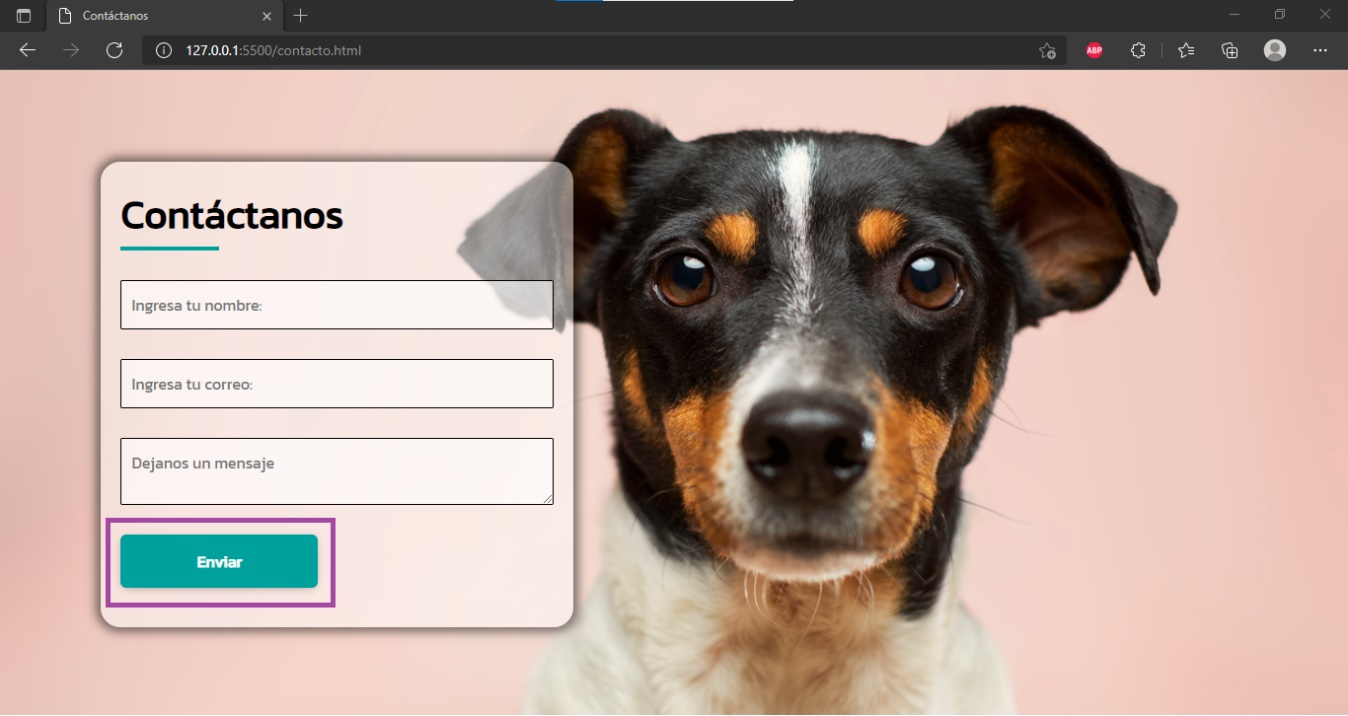 Contáctanos
127.0.0.1:5500/contacto.html
ABP
Contáctanos
Ingresa tu nombre:
Ingresa tu correo:
Dejanos un mensaje
Enviar